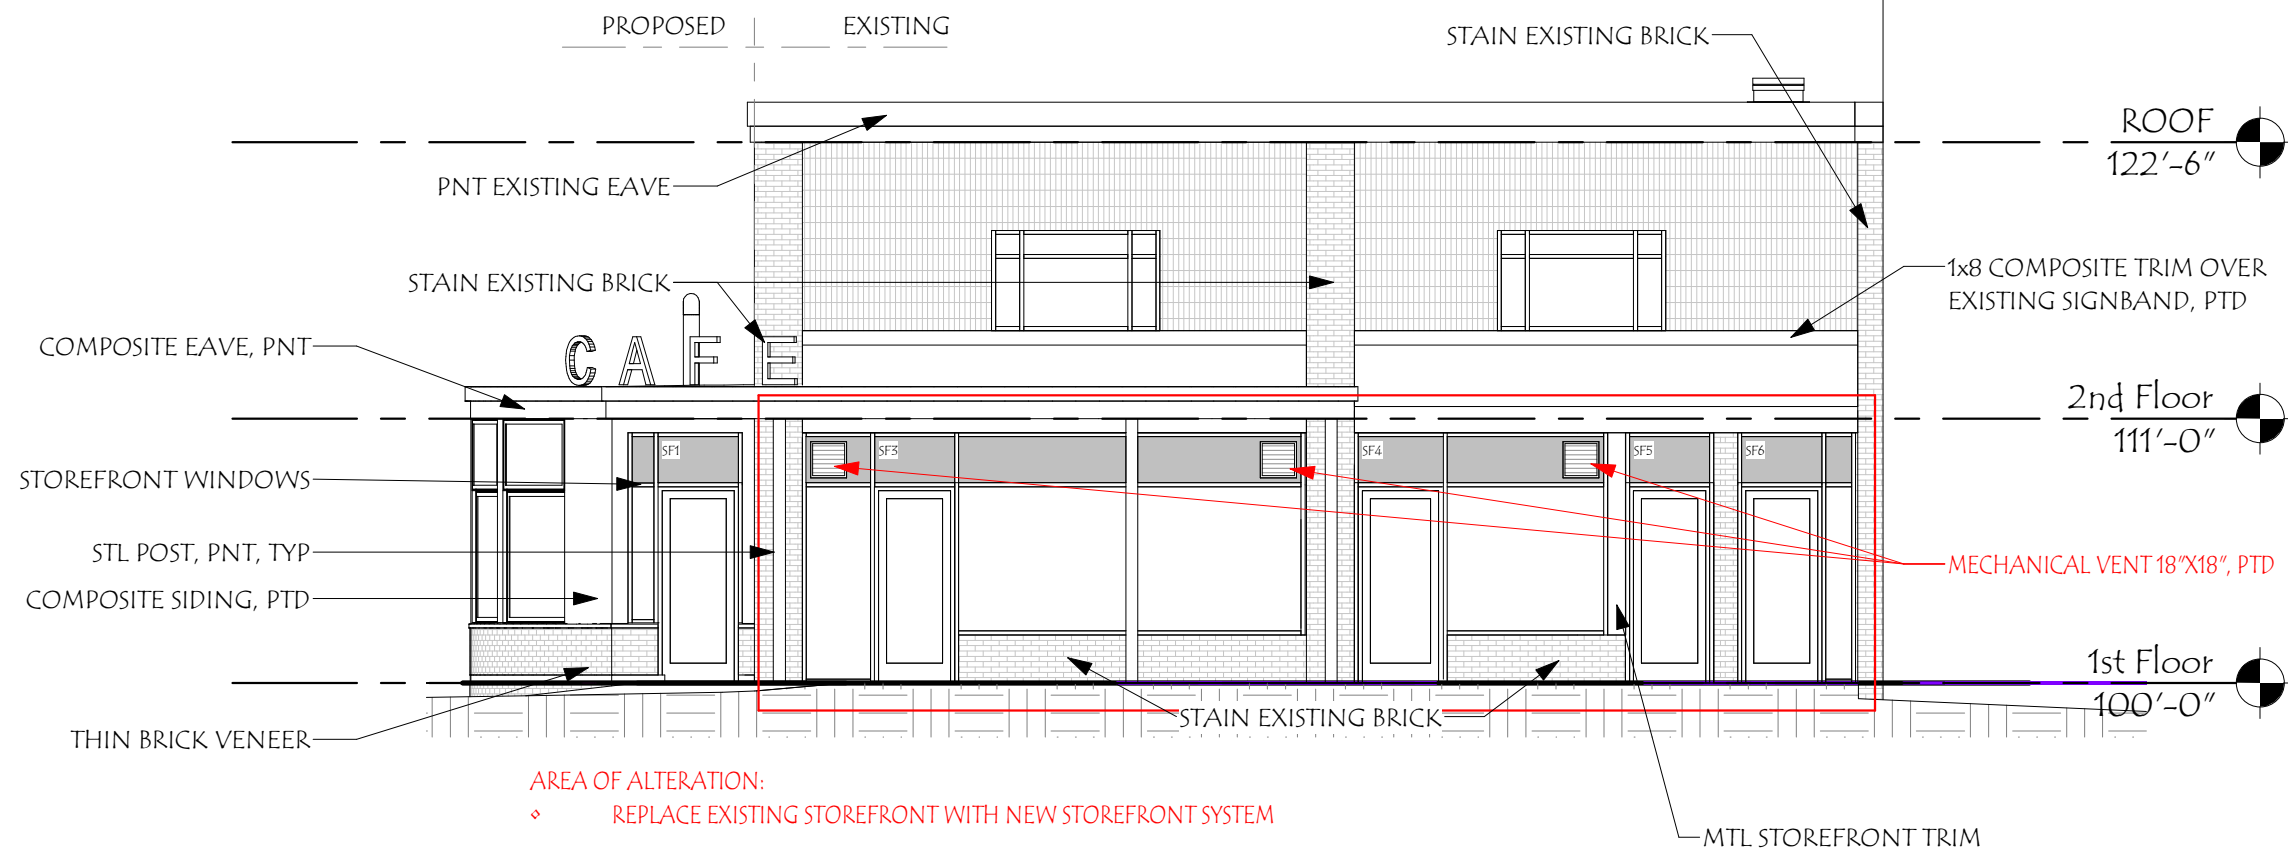 PROPOSED
EXISTING
STAIN EXISTING BRICK
ROOF
122'-6"
PNT EXISTING EAVE
STAIN EXISTING BRICK
1x8 COMPOSITE TRIM OVER
EXISTING SIGNBAND, PTD
CAFE
COMPOSITE EAVE, PNT
2nd Floor
111'-0"
SF1
SF3
SF4
SF5
SF6
STOREFRONT WINDOWS
STL POST, PNT, TYP
MECHANICAL VENT 18"X18", PTD
COMPOSITE SIDING, PTD
1st Floor
100'-0"
STAIN EXISTING BRICK
THIN BRICK VENEER
AREA OF ALTERATION:
REPLACE EXISTING STOREFRONT WITH NEW STOREFRONT SYSTEM
MTL STOREFRONT TRIM